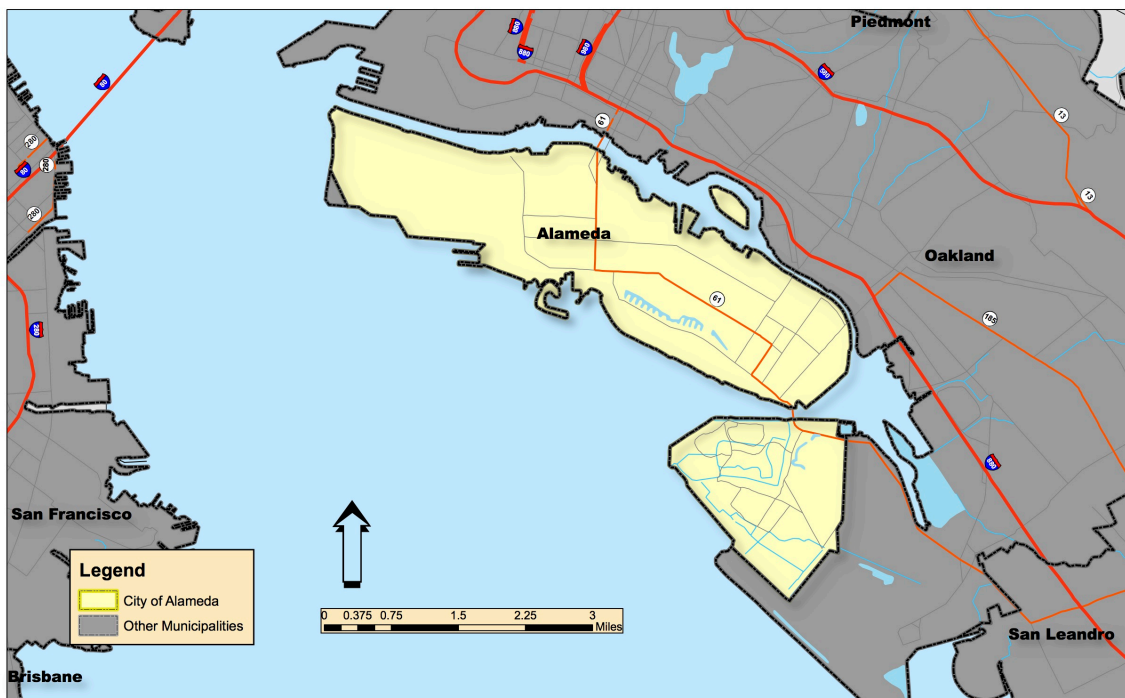 Piedmont
880
880
980
580
80
13
61
280
280
80
13
280
Alameda
Oakland
61
185
280
880
San Francisco
Legend
City of Alameda
Other Municipalities
0 0.375 0.75 1.5 2.25 3
Miles
San Leandro
Brisbane